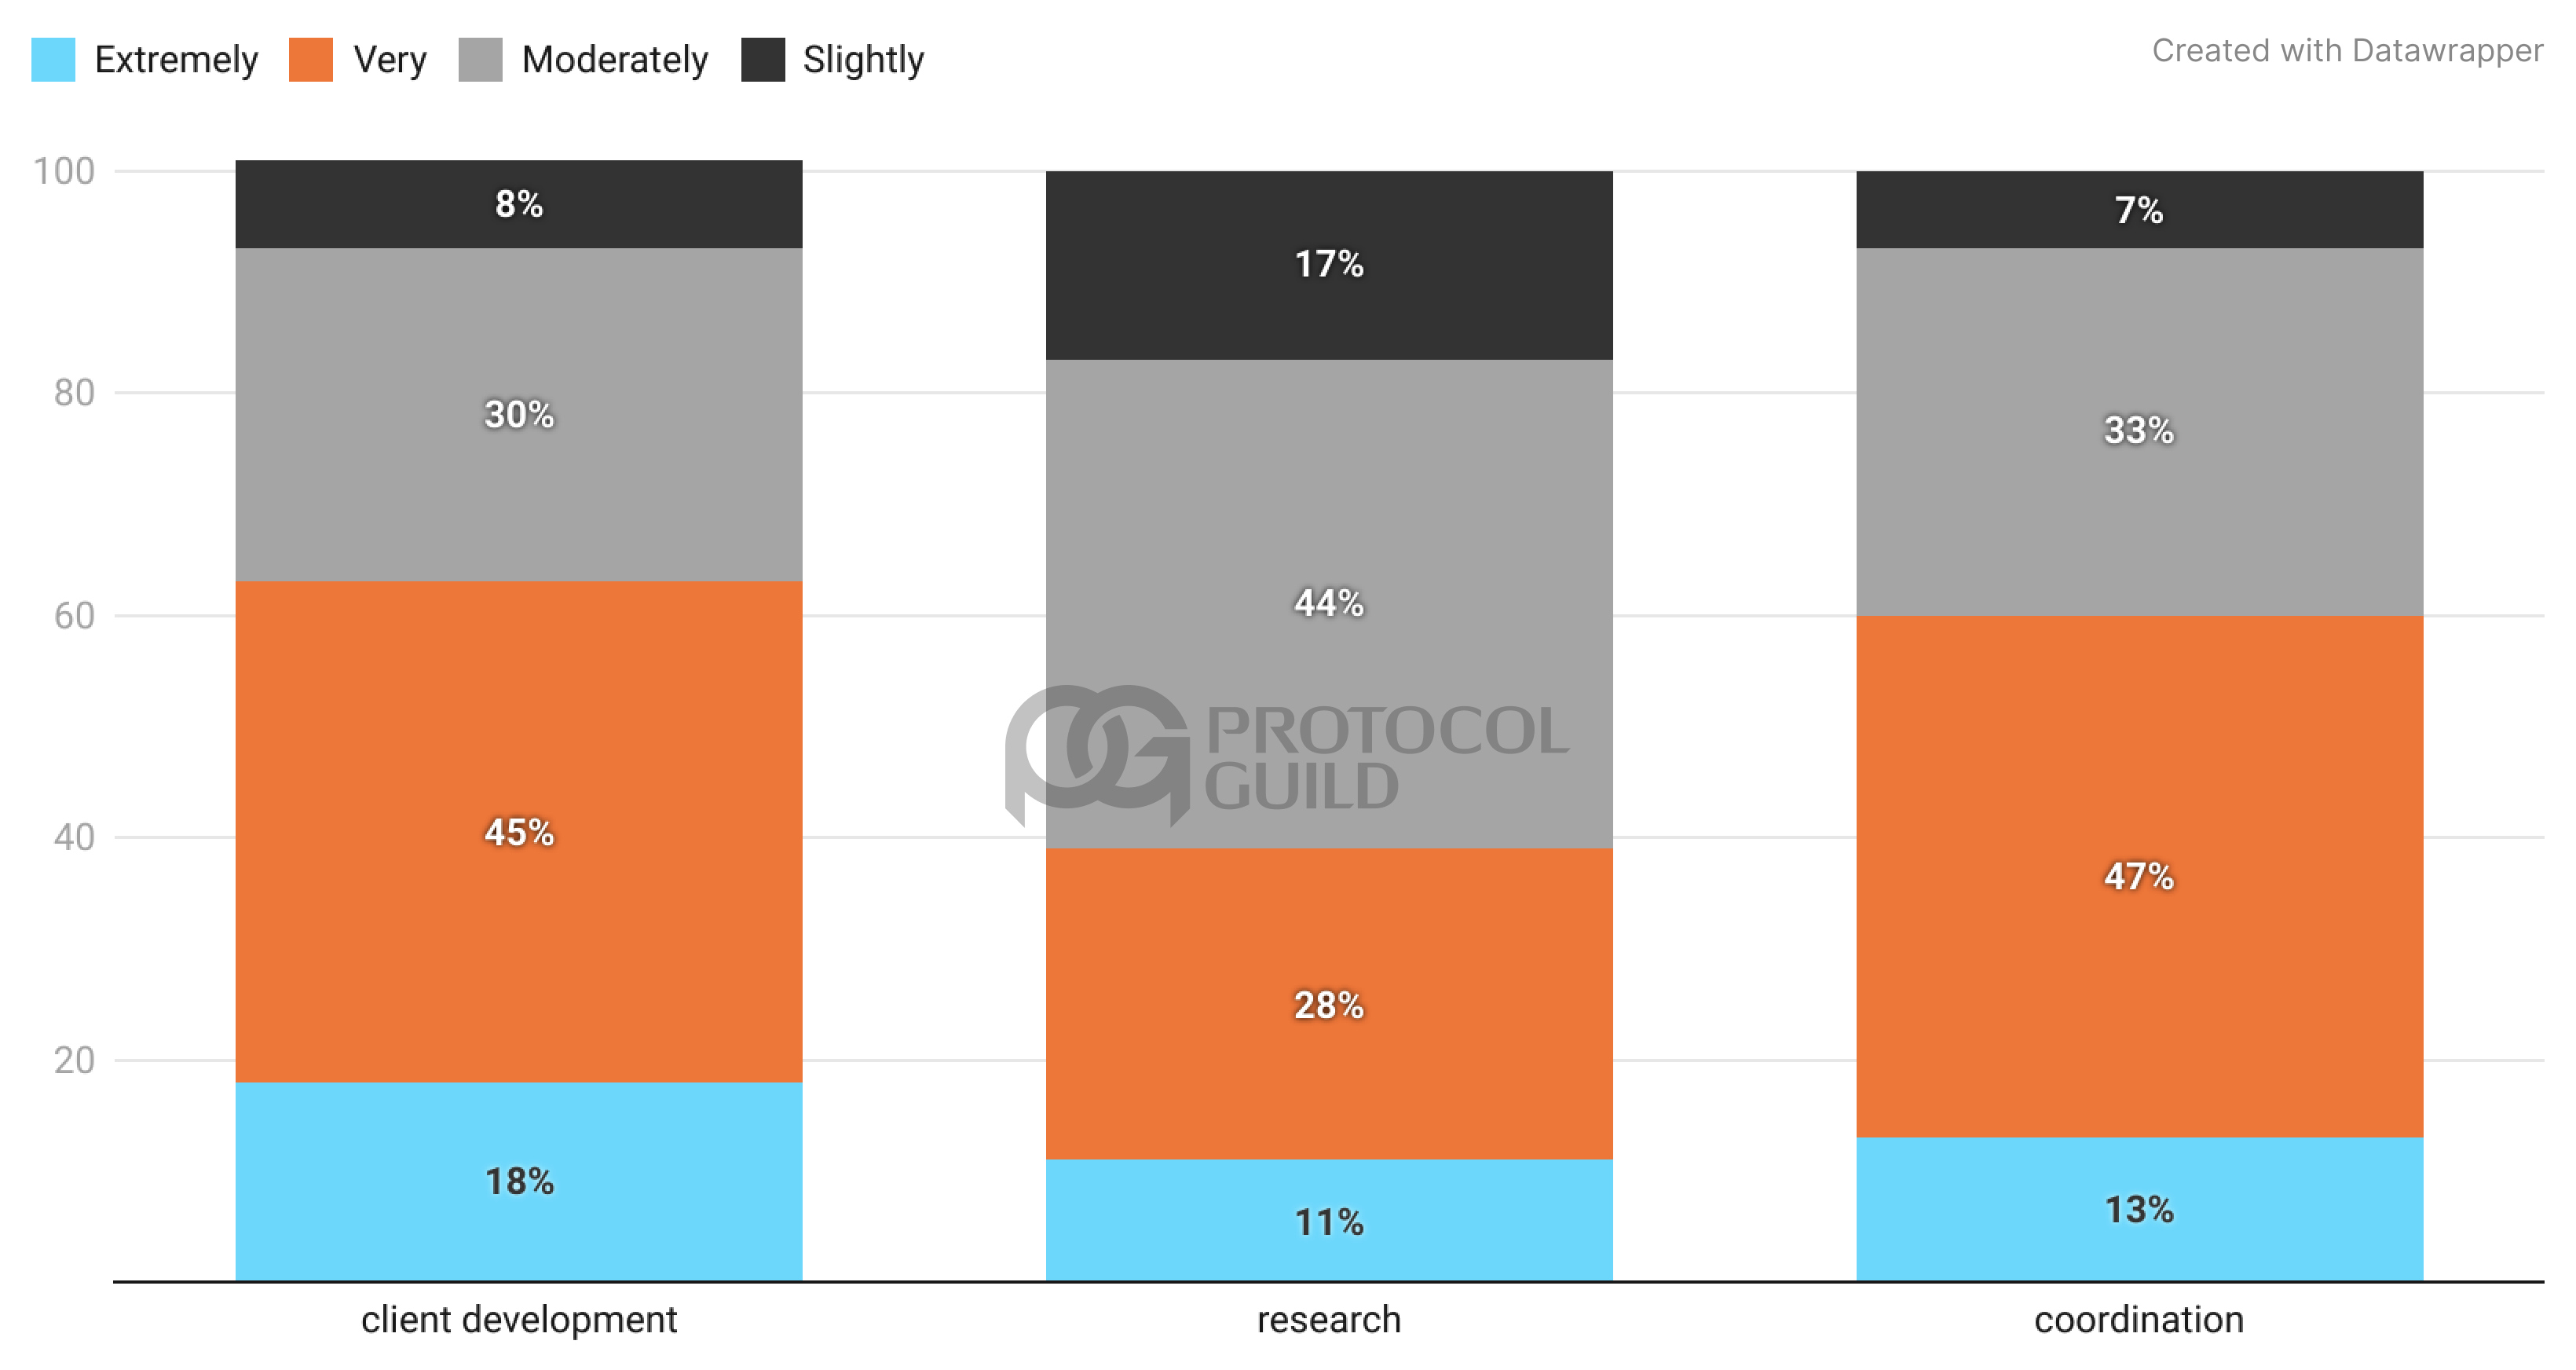 Extremely Very Moderately Slightly
Created with Datawrapper
100
80
60
40
20
8%
30%
45%
18%
17%
44%
28%
11%
7%
33%
47%
13%
PROTOCOL
GUILD
client development
research
coordination